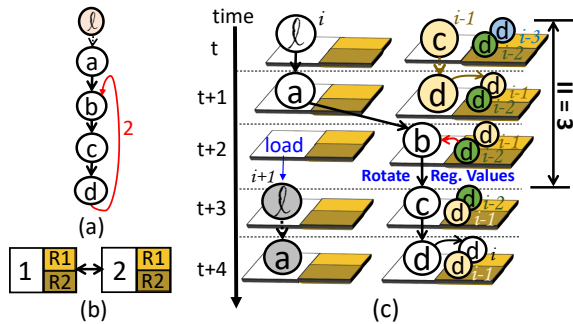 ℓ
a
b
c
d
2
(a)
1 R1 R2 2 R1 R2
(b)
time
t
ℓ i c i-1 d d i-2 i-3
t+1
a d d d i-1 i-2
t+2
b d d i-1 i-2
load
Rotate Reg. Values
i+1
t+3
ℓ c d d i-2 i-1
t+4
a d d d i i-1
II = 3
(c)